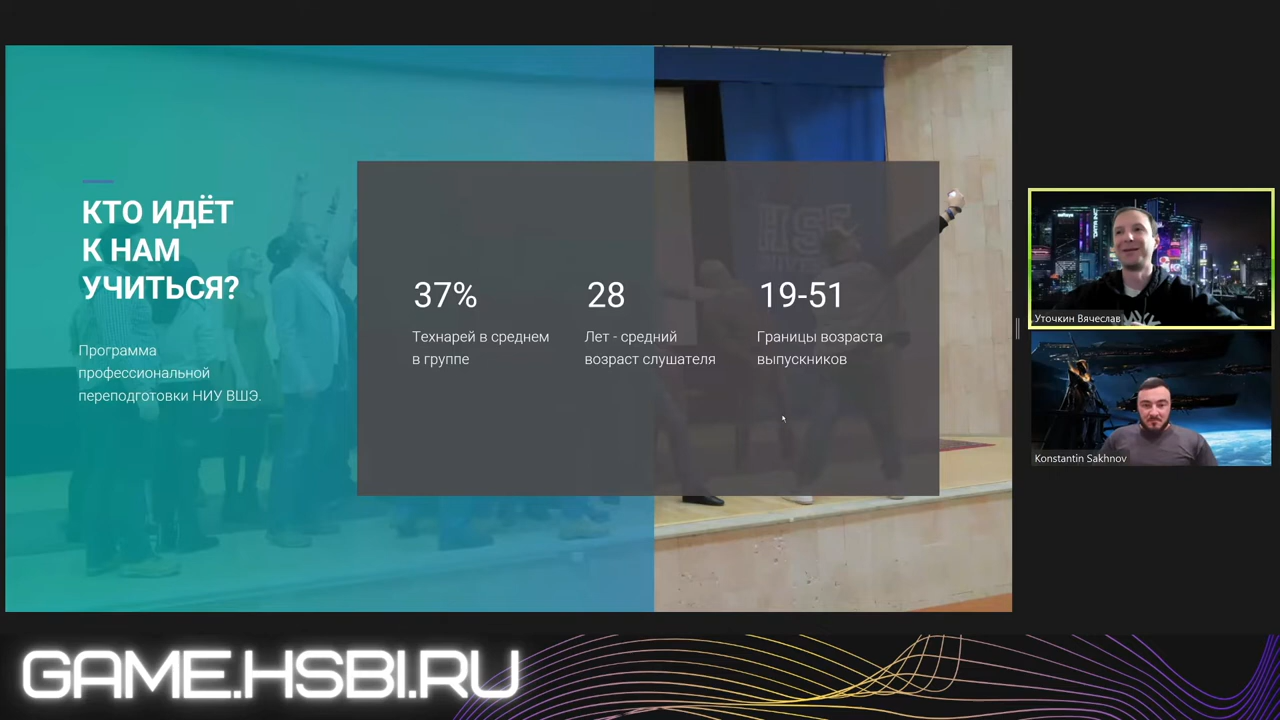 КТО ИДЁТ
К НАМ
УЧИТЬСЯ?
Программа
профессиональной
переподготовки НИУ ВШЭ.
37%
Технарей в среднем
в группе
28
Лет - средний
возраст слушателя
19-51
Границы возраста
выпускников
HSE
Уточкин Вячеслав
Konstantin Sakhnov
GAME.HSBI.RU